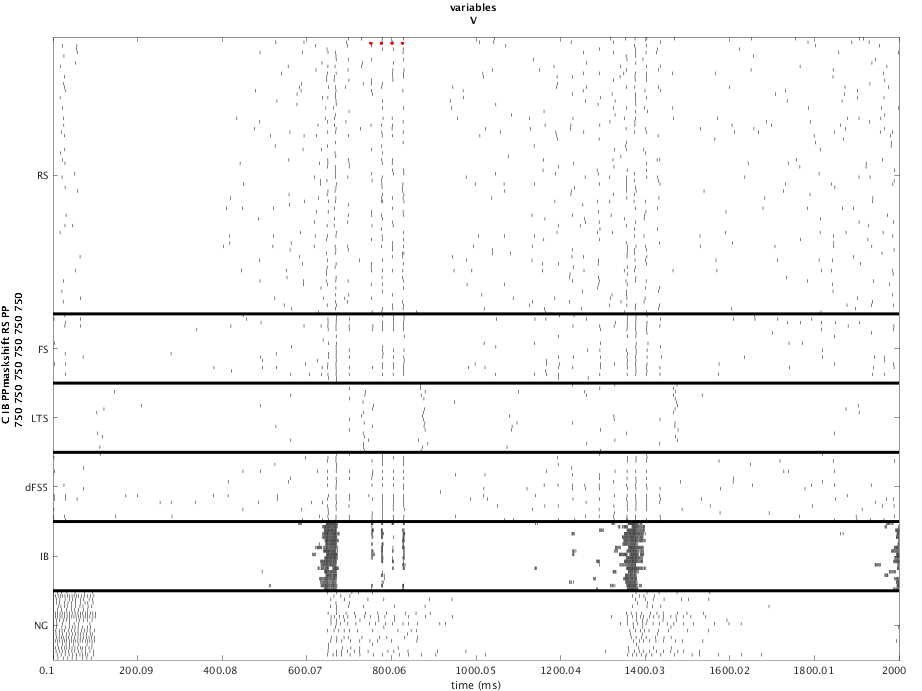 variables
V
RS
FS
LTS
dFS5
IB
NG
C IB PPmaskshift RS PP
750 750 750 750 750 750
0.1 200.09 400.08 600.07 800.06 1000.05 1200.04 1400.03 1600.02 1800.01 2000
time (ms)